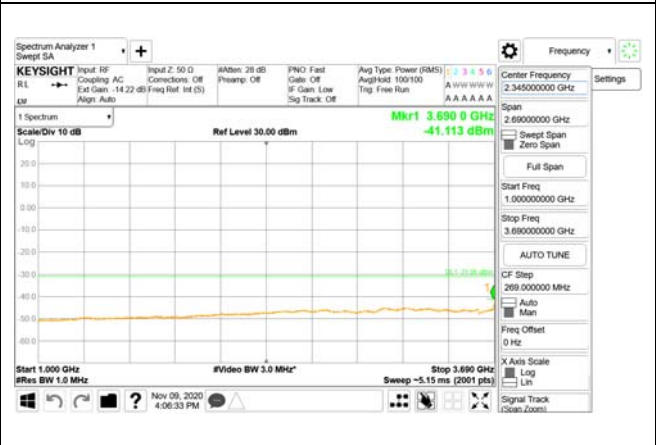 Spectrum Analyzer 1
Swept SA
+
Frequency
KEYSIGHT
RL
Input: RF
Coupling: AC
Ext Gain: -14.22 dB
Align: Auto
Input Z: 50 Ω
Corrections: Off
Freq Ref: Int (S)
#Atten: 28 dB
Preamp: Off
PNO: Fast
Gate: Off
IF Gain: Low
Sig Track: Off
Avg Type: Power (RMS)
Avg|Hold: 100/100
Trig: Free Run
1 2 3 4 5 6
A W W W W W
A A A A A A
1 Spectrum
Scale/Div 10 dB
Log
Ref Level 30.00 dBm
Mkr1 3.690 0 GHz
-41.113 dBm
20.0
10.0
0.00
-10.0
-20.0
-30.0
-40.0
-50.0
-60.0
1
Start 1.000 GHz
#Res BW 1.0 MHz
#Video BW 3.0 MHz*
Stop 3.690 GHz
Sweep ~5.15 ms (2001 pts)
Nov 09, 2020
4:06:33 PM
Center Frequency
2.345000000 GHz
Settings
Span
2.69000000 GHz
Swept Span
Zero Span
Full Span
Start Freq
1.000000000 GHz
Stop Freq
3.690000000 GHz
AUTO TUNE
CF Step
269.000000 MHz
Auto
Man
Freq Offset
0 Hz
X Axis Scale
Log
Lin
Signal Track
(Span Zoom)